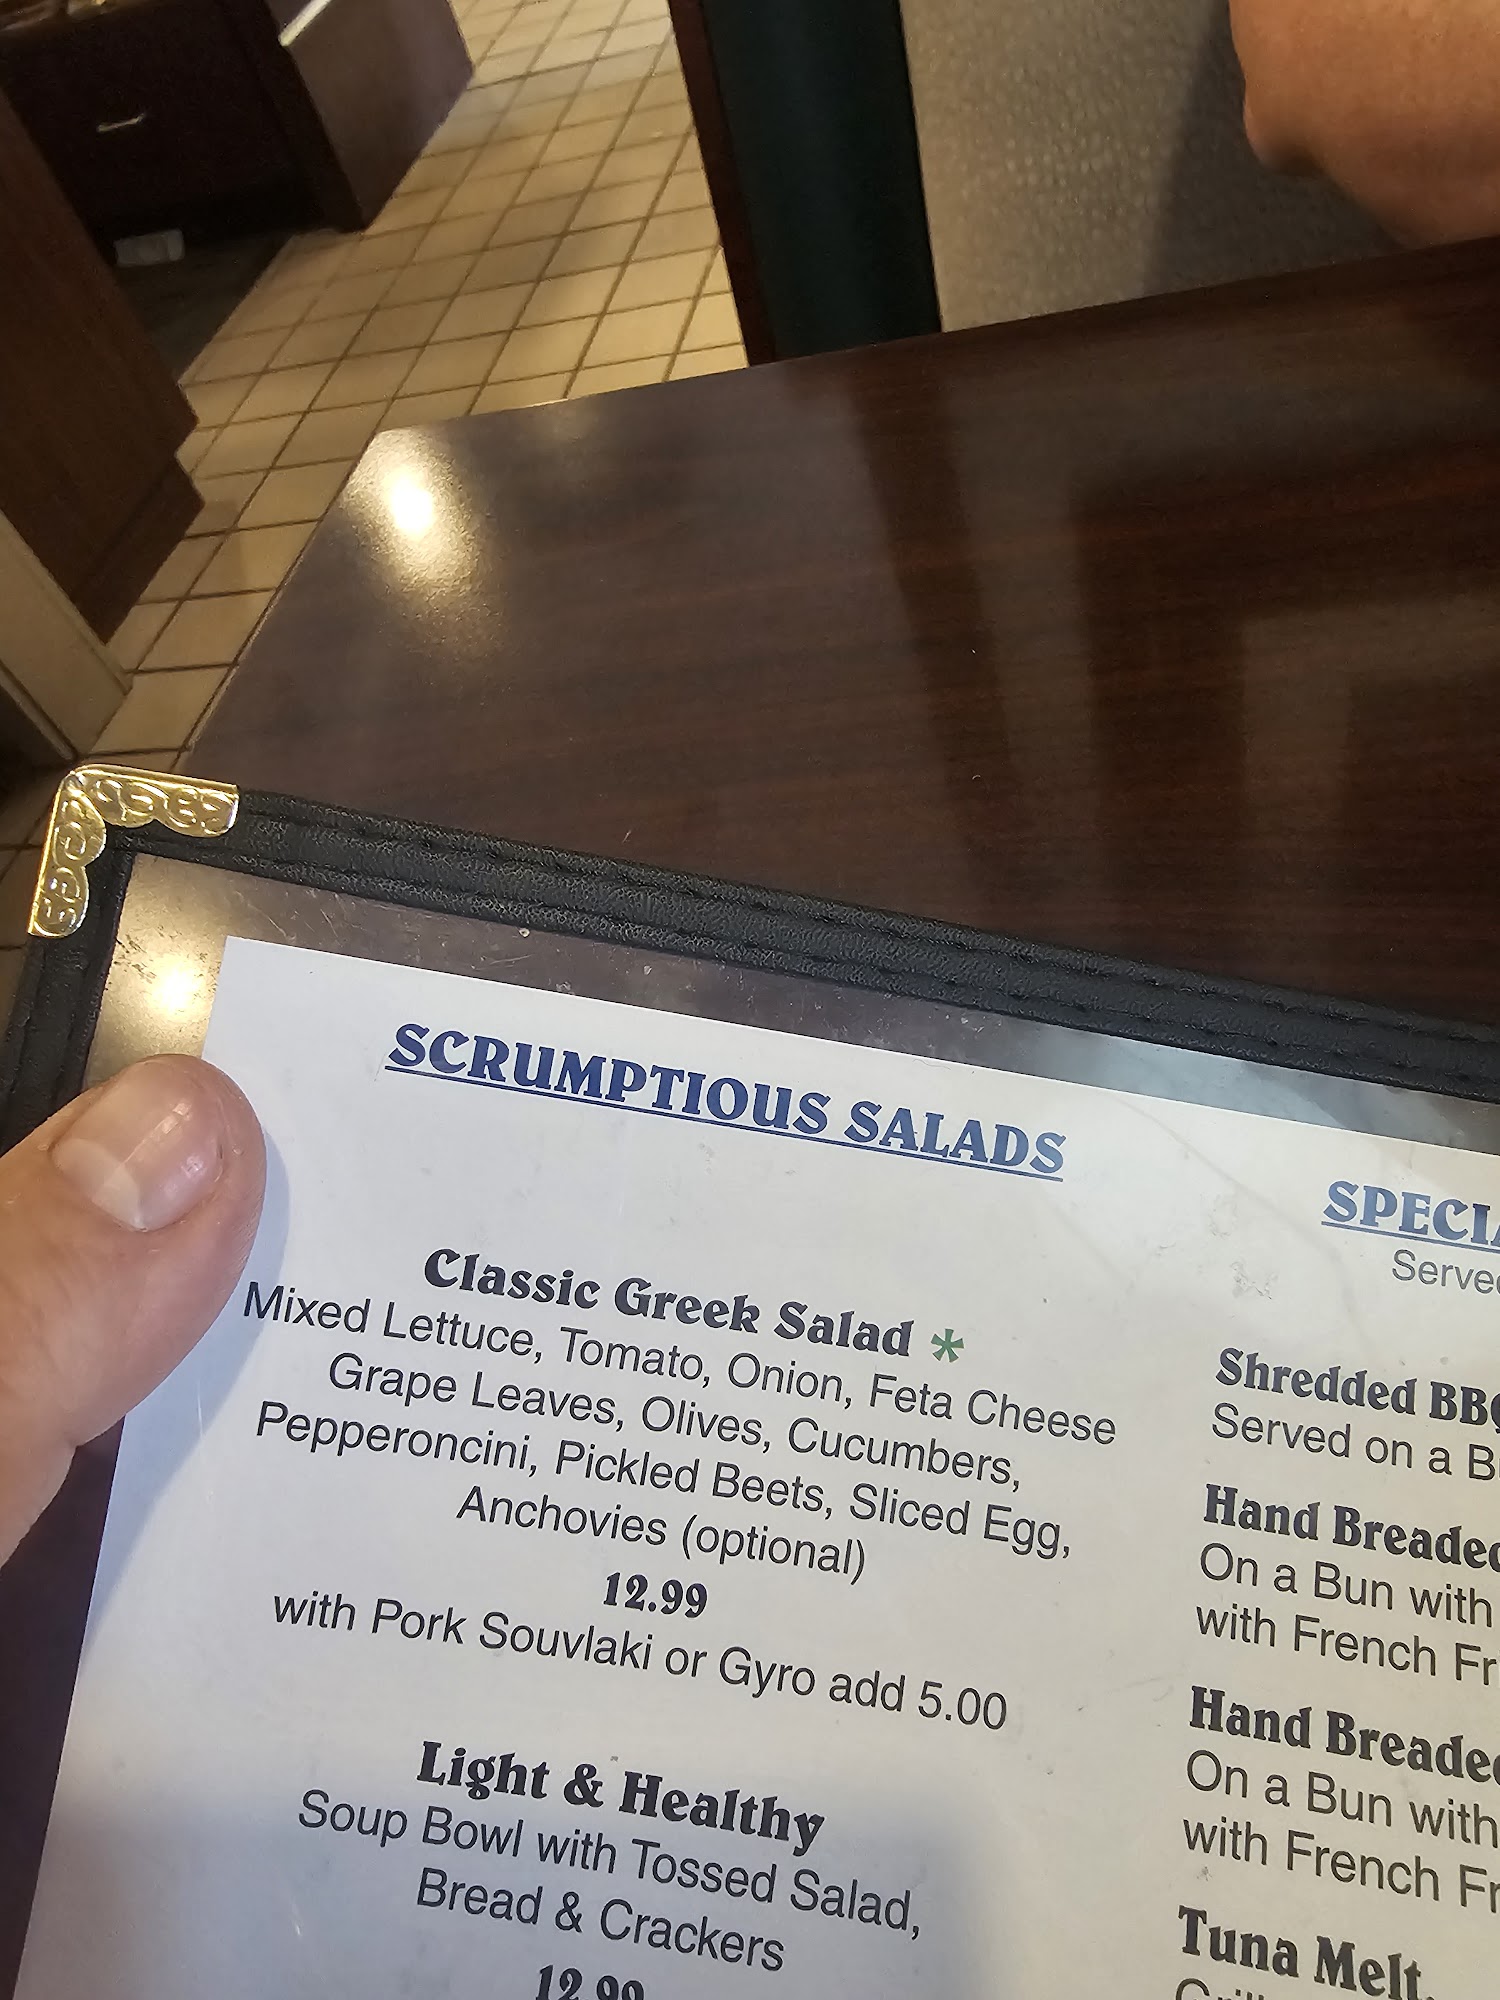 SCRUMPTIOUS SALADS
Classic Greek Salad *
Mixed Lettuce, Tomato, Onion, Feta Cheese
Grape Leaves, Olives, Cucumbers,
Pepperoncini, Pickled Beets, Sliced Egg,
Anchovies (optional)
12.99
with Pork Souvlaki or Gyro add 5.00
Light & Healthy
Soup Bowl with Tossed Salad,
Bread & Crackers
12.99
Shredded
Served on a
Hand Breaded
On a Bun with
with French
Hand Breaded
On a Bun with
with French
Tuna Melt